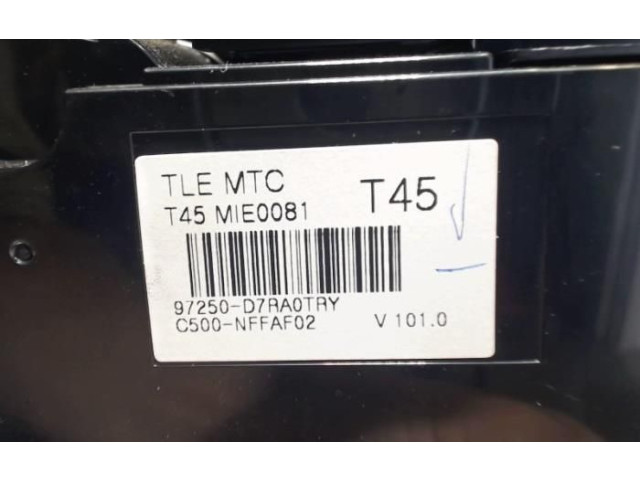 TLE MTC
T45 MIE0081 T45
97250-D7RA0TRY
C500-NFFAF02 V 101.0